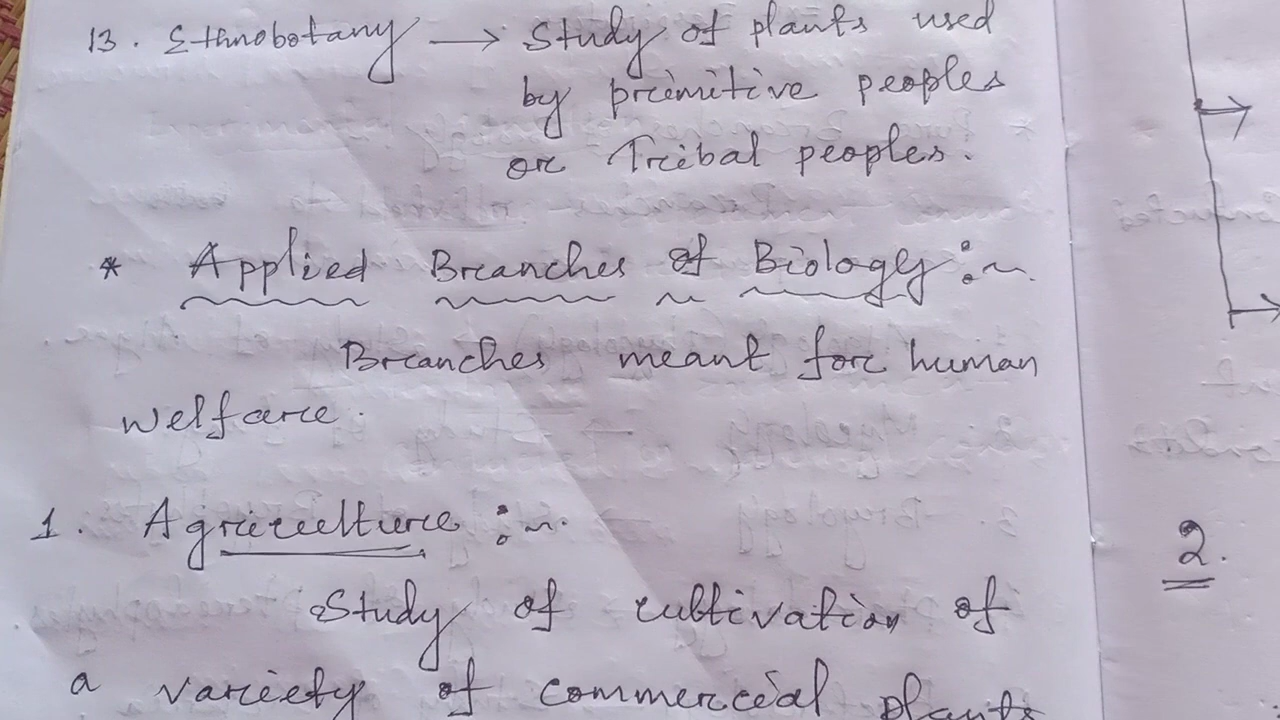 13. Ethnobotany → Study of plants used
by primitive peoples
or Tribal peoples.
* Applied Branches of Biology :~
Branches meant for human
welfare.
1. Agriculture :~
Study of cultivation of
a variety of commercial plants
2.